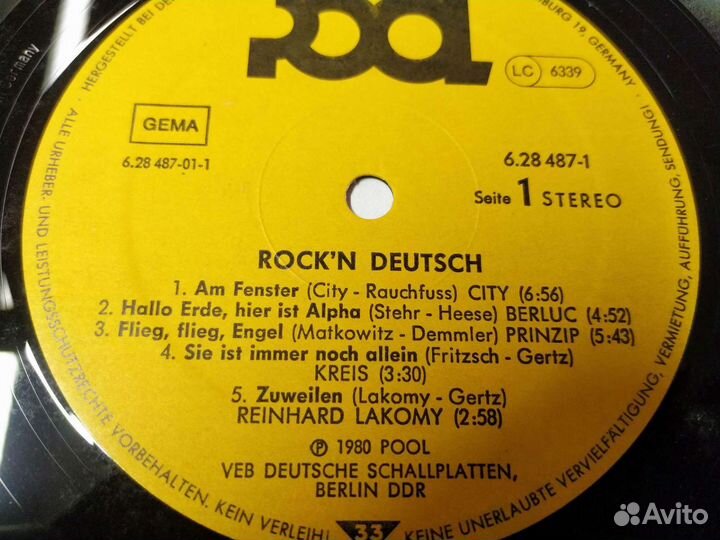 POOL
HERGESTELLT BEI DE
BURG 19, GERMANY
LC 6339
GEMA
6.28 487-01-1
6.28 487-1
Seite 1 STEREO
ROCK'N DEUTSCH
1. Am Fenster (City - Rauchfuss) CITY (6:56)
2. Hallo Erde, hier ist Alpha (Stehr - Heese) BERLUC (4:52)
3. Flieg, flieg, Engel (Matkowitz - Demmler) PRINZIP (5:43)
4. Sie ist immer noch allein (Fritzsch - Gertz)
KREIS (3:30)
5. Zuweilen (Lakomy - Gertz)
REINHARD LAKOMY (2:58)
℗ 1980 POOL
VEB DEUTSCHE SCHALLPLATTEN,
BERLIN DDR
33
ALLE URHEBER- UND LEISTUNGSSCHUTZRECHTE VORBEHALTEN. KEIN VERLEIH! KEINE UNERLAUBTE VERVIELFÄLTIGUNG, VERMIETUNG, AUFFÜHRUNG, SENDUNG!
Germany
Avito